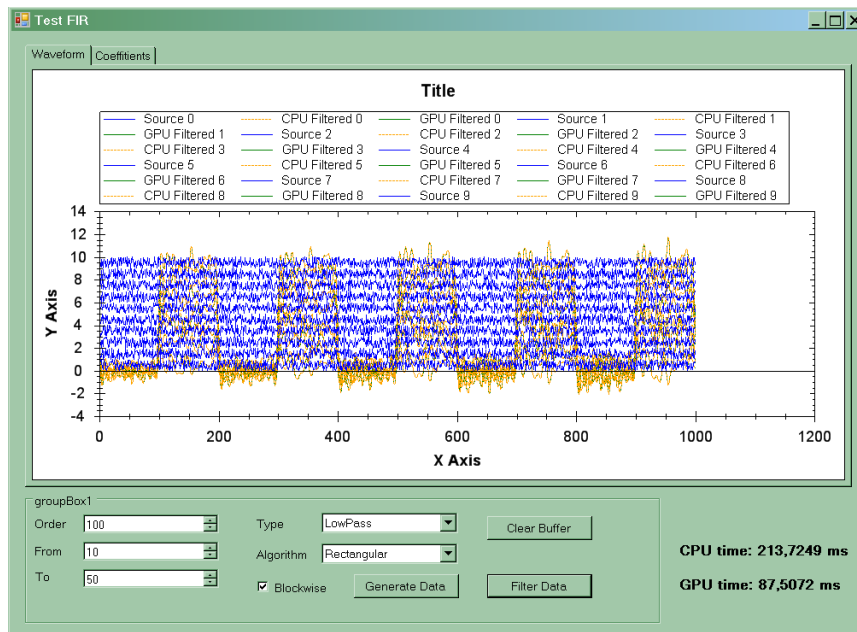 Test FIR
Waveform Coeffitients
Title
Source 0 CPU Filtered 0 GPU Filtered 0 Source 1 CPU Filtered 1
GPU Filtered 1 Source 2 CPU Filtered 2 GPU Filtered 2 Source 3
CPU Filtered 3 GPU Filtered 3 Source 4 CPU Filtered 4 GPU Filtered 4
Source 5 CPU Filtered 5 GPU Filtered 5 Source 6 CPU Filtered 6
GPU Filtered 6 Source 7 CPU Filtered 7 GPU Filtered 7 Source 8
CPU Filtered 8 GPU Filtered 8 Source 9 CPU Filtered 9 GPU Filtered 9
14
12
10
8
6
4
2
0
-2
-4
Y Axis
0 200 400 600 800 1000 1200
X Axis
groupBox1
Order 100 Type LowPass Clear Buffer
From 10 Algorithm Rectangular CPU time: 213,7249 ms
To 50 Blockwise Generate Data Filter Data GPU time: 87,5072 ms